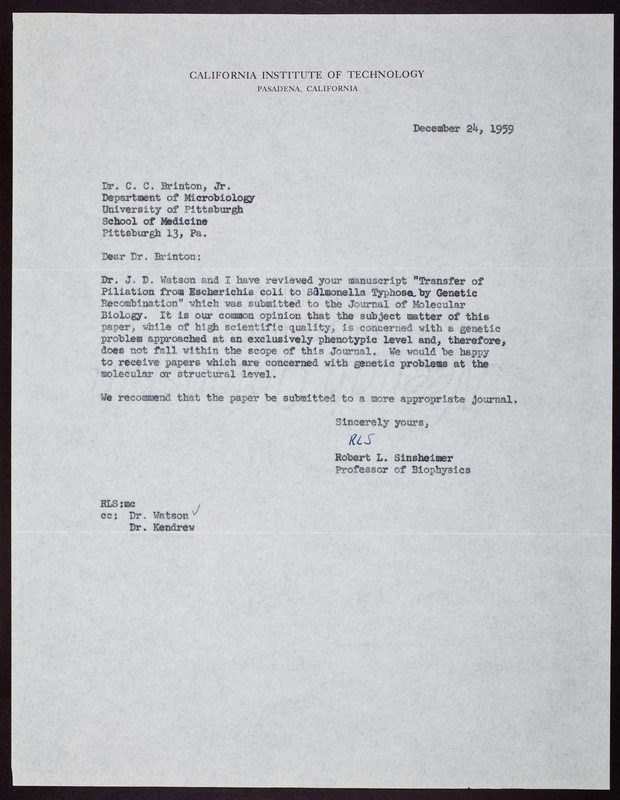 CALIFORNIA INSTITUTE OF TECHNOLOGY
PASADENA, CALIFORNIA
December 24, 1959
Dr. C. C. Brinton, Jr.
Department of Microbiology
University of Pittsburgh
School of Medicine
Pittsburgh 13, Pa.
Dear Dr. Brinton:
Dr. J. D. Watson and I have reviewed your manuscript "Transfer of
Piliation from Escherichia coli to Salmonella Typhosa by Genetic
Recombination" which was submitted to the Journal of Molecular
Biology. It is our common opinion that the subject matter of this
paper, while of high scientific quality, is concerned with a genetic
problem approached at an exclusively phenotypic level and, therefore,
does not fall within the scope of this Journal. We would be happy
to receive papers which are concerned with genetic problems at the
molecular or structural level.
We recommend that the paper be submitted to a more appropriate journal.
Sincerely yours,
RLS
Robert L. Sinsheimer
Professor of Biophysics
RLS:mc
cc: Dr. Watson ✓
Dr. Kendrew